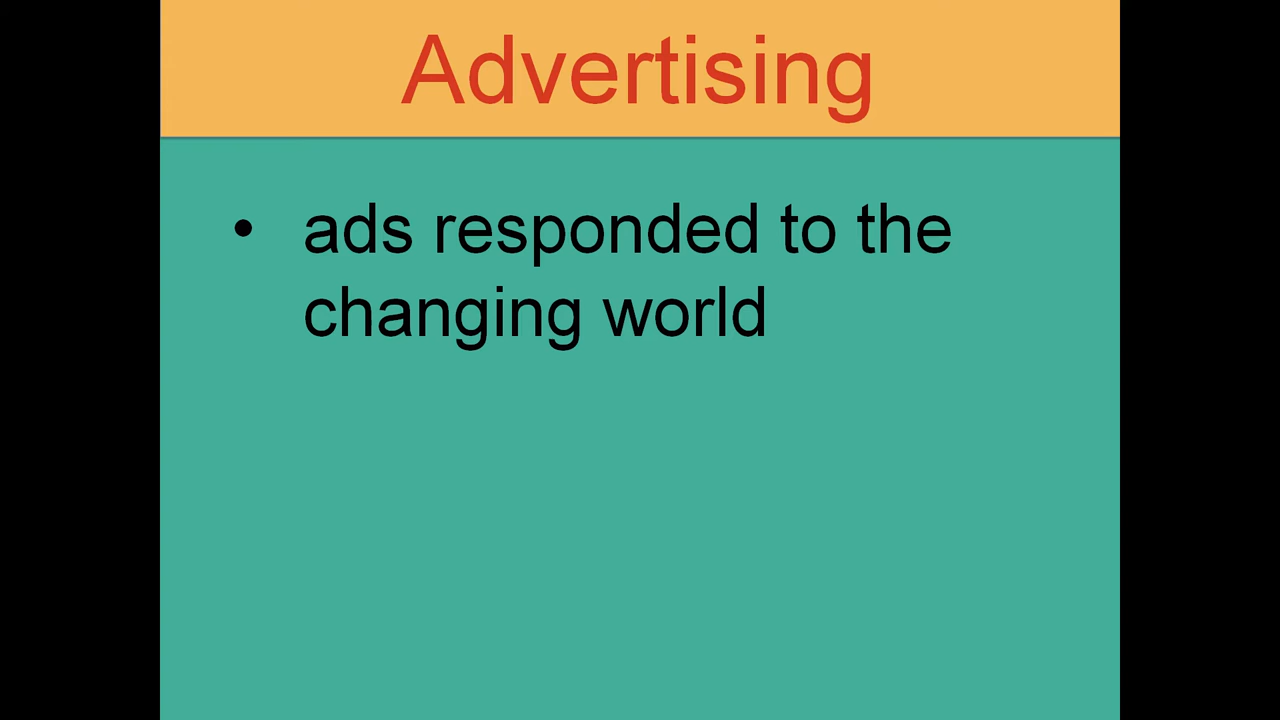 Advertising
• ads responded to the
changing world